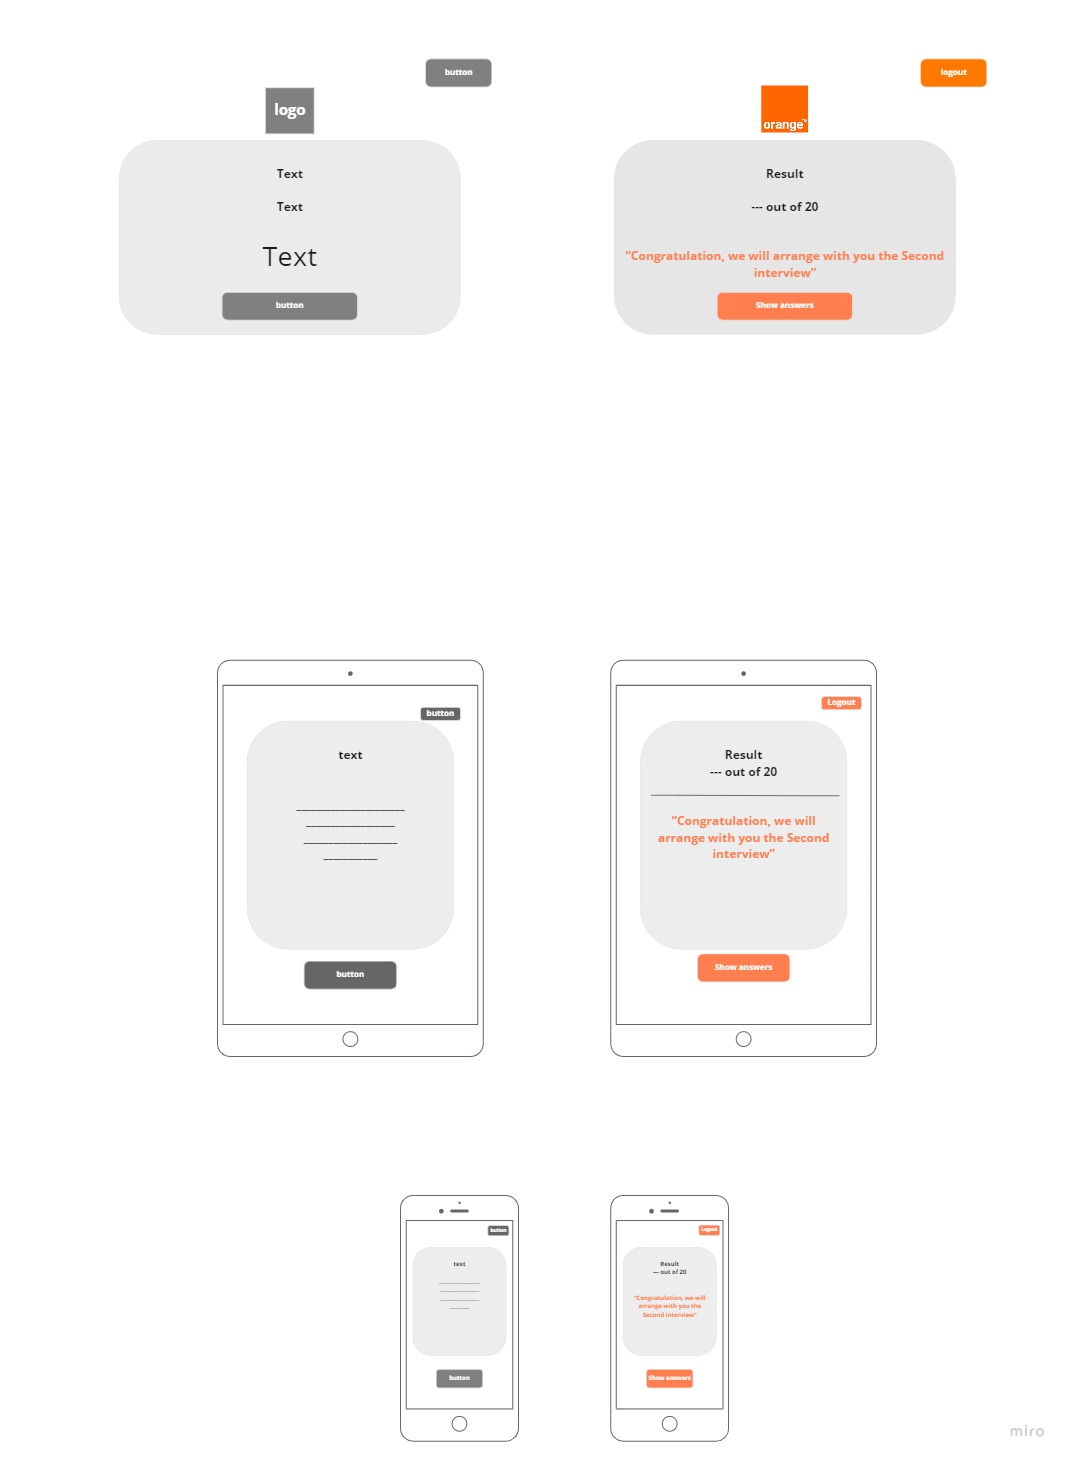 button
logo
Text
Text
Text
button
logout
orange™
Result
--- out of 20
“Congratulation, we will arrange with you the Second
interview”
Show answers
button
text
button
Logout
Result
--- out of 20
“Congratulation, we will
arrange with you the Second
interview”
Show answers
button
text
button
Logout
Result
--- out of 20
“Congratulation, we will
arrange with you the
Second interview”
Show answers
miro